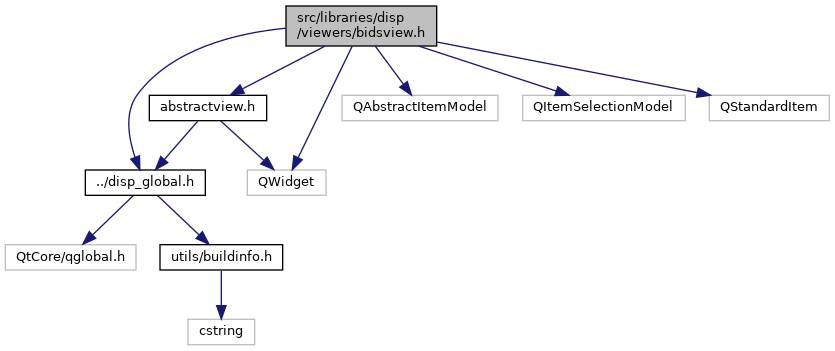 src/libraries/disp
/viewers/bidsview.h
abstractview.h
QAbstractItemModel
QItemSelectionModel
QStandardItem
../disp_global.h
QWidget
QtCore/qglobal.h
utils/buildinfo.h
cstring